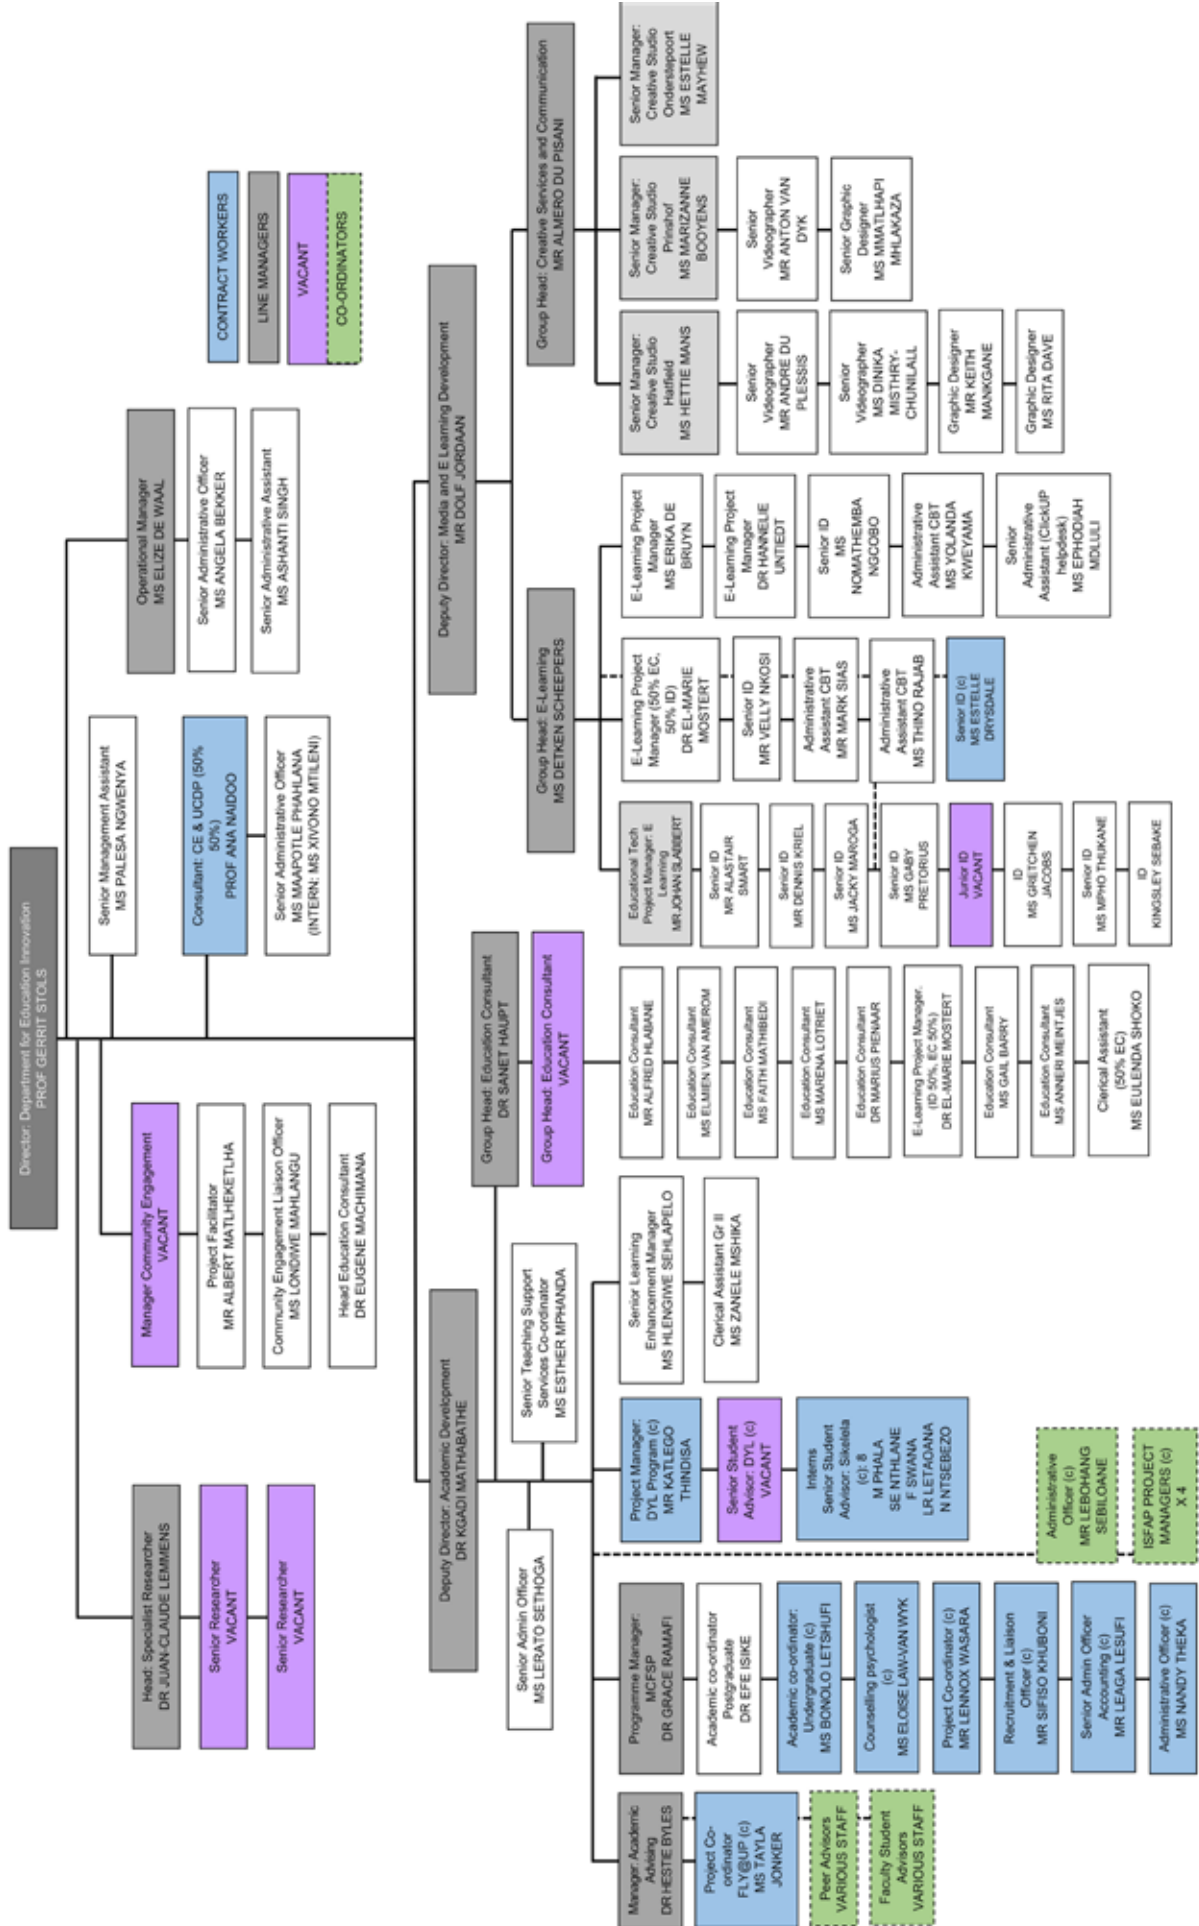 Director: Department for Education Innovation
PROF GERRIT STOLS
Head: Specialist Researcher
DR JUAN-CLAUDE LEMMENS
Senior Researcher
VACANT
Senior Researcher
VACANT
Manager Community Engagement
VACANT
Project Facilitator
MR ALBERT MATLHEKETLHA
Community Engagement Liaison Officer
MS LONDIWE MAHLANGU
Head Education Consultant
DR EUGENE MACHIMANA
Senior Management Assistant
MS PALESA NGWENYA
Consultant: CE & UCDP (50%
50%)
PROF ANA NAIDOO
Senior Administrative Officer
MS MAAPOTLE PHAHLANA
(INTERN: MS XIVONO MTILENI)
Operational Manager
MS ELIZE DE WAAL
Senior Administrative Officer
MS ANGELA BEKKER
Senior Administrative Assistant
MS ASHANTI SINGH
CONTRACT WORKERS
LINE MANAGERS
VACANT
CO-ORDINATORS
Deputy Director: Academic Development
DR KGADI MATHABATHE
Senior Admin Officer
MS LERATO SETHOGA
Senior Teaching Support
Services Co-ordinator
MS ESTHER MPHANDA
Manager: Academic
Advising
DR HESTIE BYLES
Project Co-
ordinator
FLY@UP (c)
MS TAYLA
JONKER
Peer Advisors
VARIOUS STAFF
Faculty Student
Advisors
VARIOUS STAFF
Programme Manager:
MCFSP
DR GRACE RAMAFI
Academic co-ordinator
Postgraduate
DR EFE ISIKE
Academic co-ordinator:
Undergraduate (c)
MS BONOLO LETSHUFI
Counselling psychologist
(c)
MS ELOISE LAW-VAN WYK
Project Co-ordinator (c)
MR LENNOX WASARA
Recruitment & Liaison
Officer (c)
MR SIFISO KHUBONI
Senior Admin Officer
Accounting (c)
MR LEAGA LESUFI
Administrative Officer (c)
MS NANDY THEKA
Project Manager:
DYL Program (c)
MR KATLEGO
THINDISA
Senior Student
Advisor: DYL (c)
VACANT
Interns
Senior Student
Advisor: Sikelela
(c): 8
M PHALA
SE NTHLANE
F SWANA
LR LETAOANA
N NTSEBEZO
Administrative
Officer (c)
MR LEBOHANG
SEBILOANE
ISFAP PROJECT
MANAGERS (c)
X 4
Senior Learning
Enhancement Manager
MS HLENGIWE SEHLAPELO
Clerical Assistant Gr II
MS ZANELE MSHIKA
Group Head: Education Consultant
DR SANET HAUPT
Group Head: Education Consultant
VACANT
Education Consultant
MR ALFRED HLABANE
Education Consultant
MS ELMIEN VAN AMEROM
Education Consultant
MS FAITH MATHIBEDI
Education Consultant
MS MARENA LOTRIET
Education Consultant
DR MARIUS PIENAAR
E-Learning Project Manager.
(ID 50%, EC 50%)
DR EL-MARIE MOSTERT
Education Consultant
MS GAIL BARRY
Education Consultant
MS ANNERI MEINTJES
Clerical Assistant
(50% EC)
MS EULENDA SHOKO
Deputy Director: Media and E Learning Development
MR DOLF JORDAAN
Group Head: E-Learning
MS DETKEN SCHEEPERS
Educational Tech
Project Manager: E
Learning
MR JOHAN SLABBERT
Senior ID
MR ALASTAIR
SMART
Senior ID
MR DENNIS KRIEL
Senior ID
MS JACKY MAROGA
Senior ID
MS GABY
PRETORIUS
Junior ID
VACANT
ID
MS GRETCHEN
JACOBS
Senior ID
MS MPHO THUKANE
ID
KINGSLEY SEBAKE
E-Learning Project
Manager (50% EC,
50% ID)
DR EL-MARIE
MOSTERT
Senior ID
MR VELLY NKOSI
Administrative
Assistant CBT
MR MARK SIAS
Administrative
Assistant CBT
MS THINO RAJAB
Senior ID (c)
MS ESTELLE
DRYSDALE
E-Learning Project
Manager
MS ERIKA DE
BRUYN
E-Learning Project
Manager
DR HANNELIE
UNTIEDT
Senior ID
MS
NOMATHEMBA
NGCOBO
Administrative
Assistant CBT
MS YOLANDA
KWEYAMA
Senior
Administrative
Assistant (ClickUP
helpdesk)
MS EPHODIAH
MDLULI
Group Head: Creative Services and Communication
MR ALMERO DU PISANI
Senior Manager:
Creative Studio
Hatfield
MS HETTIE MANS
Senior
Videographer
MR ANDRE DU
PLESSIS
Senior
Videographer
MS DINIKA
MISTHRY-
CHUNILALL
Graphic Designer
MR KEITH
MANKGANE
Graphic Designer
MS RITA DAVE
Senior Manager:
Creative Studio
Prinshof
MS MARIZANNE
BOOYENS
Senior
Videographer
MR ANTON VAN
DYK
Senior Graphic
Designer
MS MMATLHAPI
MHLAKAZA
Senior Manager:
Creative Studio
Onderstepoort
MS ESTELLE
MAYHEW